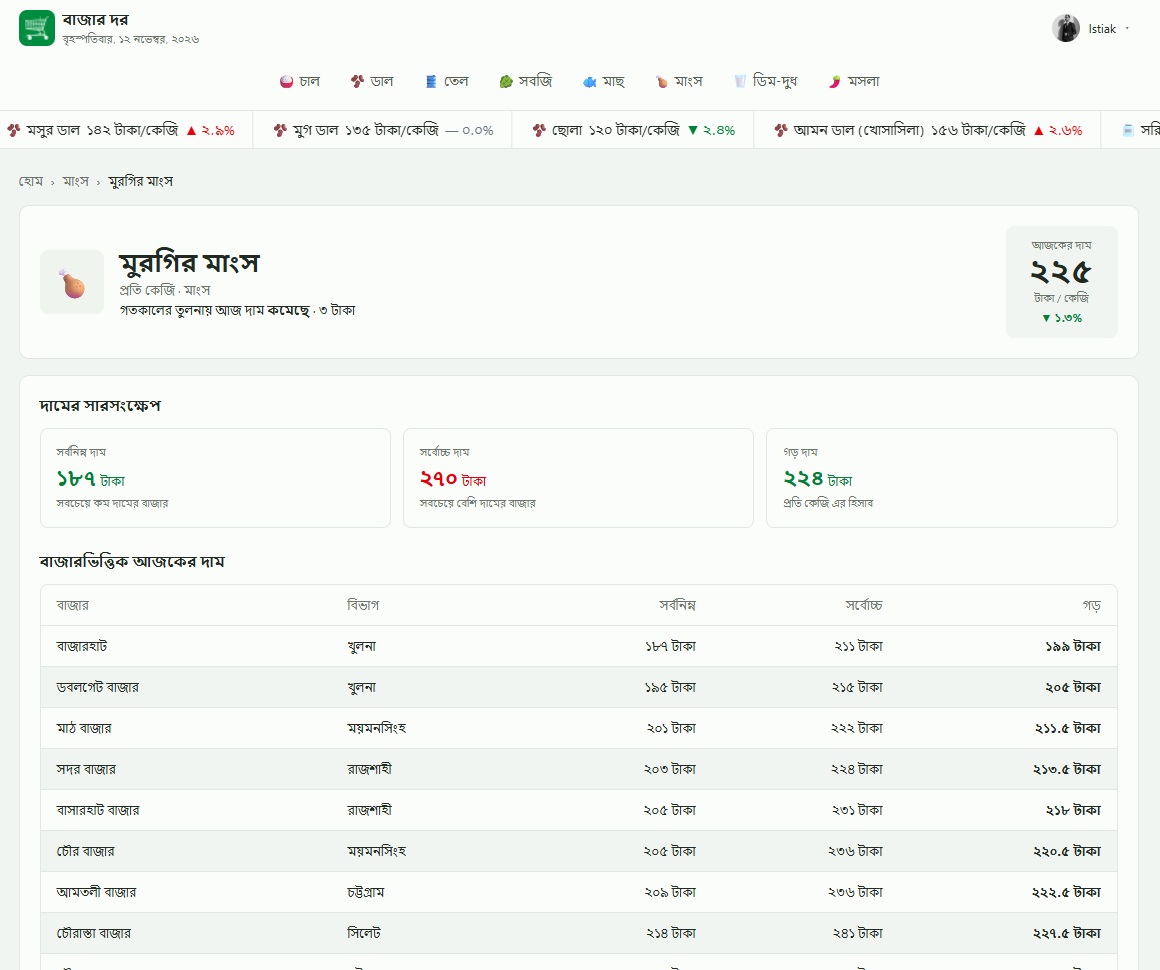 বাজার দর
বৃহস্পতিবার, ১২ নভেম্বর, ২০২৬
Istiak
চাল ডাল তেল সবজি মাছ মাংস ডিম-দুধ মসলা
মসুর ডাল ১৪২ টাকা/কেজি ▲ ২.৯% মুগ ডাল ১৩৫ টাকা/কেজি — ০.০% ছোলা ১২০ টাকা/কেজি ▼ ২.৪% আমন ডাল (খোসাসিলা) ১৫৬ টাকা/কেজি ▲ ২.৬%
হোম › মাংস › মুরগির মাংস
মুরগির মাংস
প্রতি কেজি · মাংস
গতকালের তুলনায় আজ দাম কমেছে · ৩ টাকা
আজকের দাম
২২৫
টাকা / কেজি
▼ ১.৩%
দামের সারসংক্ষেপ
সর্বনিম্ন দাম
১৮৭ টাকা
সবচেয়ে কম দামের বাজার
সর্বোচ্চ দাম
২৭০ টাকা
সবচেয়ে বেশি দামের বাজার
গড় দাম
২২৪ টাকা
প্রতি কেজি এর হিসাব
বাজারভিত্তিক আজকের দাম
বাজার বিভাগ সর্বনিম্ন সর্বোচ্চ গড়
বাজারহাট খুলনা ১৮৭ টাকা ২১১ টাকা ১৯৯ টাকা
ডবলগেট বাজার খুলনা ১৯৫ টাকা ২১৫ টাকা ২০৫ টাকা
মাঠ বাজার ময়মনসিংহ ২০১ টাকা ২২২ টাকা ২১১.৫ টাকা
সদর বাজার রাজশাহী ২০৩ টাকা ২২৪ টাকা ২১৩.৫ টাকা
বাসারহাট বাজার রাজশাহী ২০৫ টাকা ২৩১ টাকা ২১৮ টাকা
চৌর বাজার ময়মনসিংহ ২০৫ টাকা ২৩৬ টাকা ২২০.৫ টাকা
আমতলী বাজার চট্টগ্রাম ২০৯ টাকা ২৩৬ টাকা ২২২.৫ টাকা
চৌরাস্তা বাজার সিলেট ২১৪ টাকা ২৪১ টাকা ২২৭.৫ টাকা